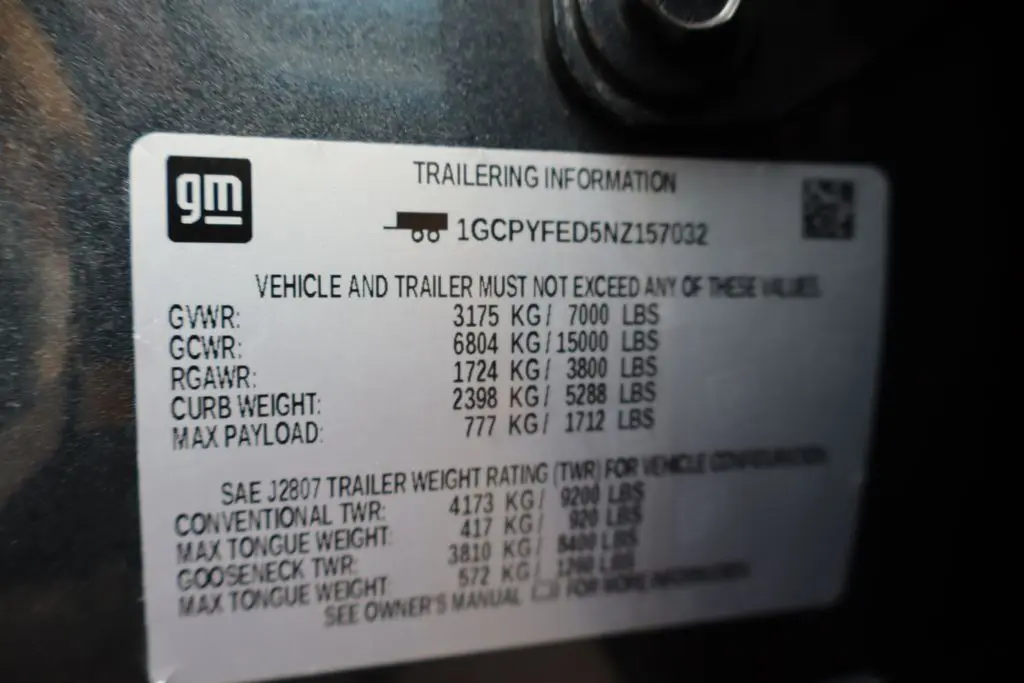 gm
TRAILERING INFORMATION
1GCPYFED5NZ157032
VEHICLE AND TRAILER MUST NOT EXCEED ANY OF THESE VALUES.
GVWR: 3175 KG/ 7000 LBS
GCWR: 6804 KG/15000 LBS
RGAWR: 1724 KG/ 3800 LBS
CURB WEIGHT: 2398 KG/ 5288 LBS
MAX PAYLOAD: 777 KG/ 1712 LBS
SAE J2807 TRAILER WEIGHT RATING (TWR) FOR VEHICLE CONFIGURATION
CONVENTIONAL TWR: 4173 KG/ 9200 LBS
MAX TONGUE WEIGHT: 417 KG/ 920 LBS
GOOSENECK TWR: 3810 KG/ 8400 LBS
MAX TONGUE WEIGHT: 572 KG/ 1260 LBS
SEE OWNER'S MANUAL FOR MORE INFORMATION